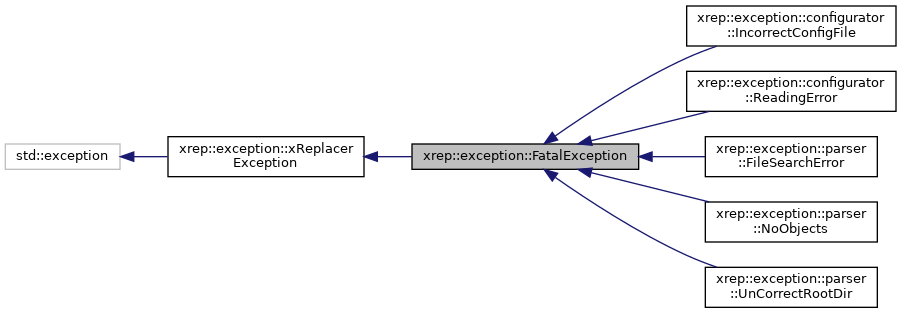 std::exception
xrep::exception::xReplacer
Exception
xrep::exception::FatalException
xrep::exception::configurator
::IncorrectConfigFile
xrep::exception::configurator
::ReadingError
xrep::exception::parser
::FileSearchError
xrep::exception::parser
::NoObjects
xrep::exception::parser
::UnCorrectRootDir